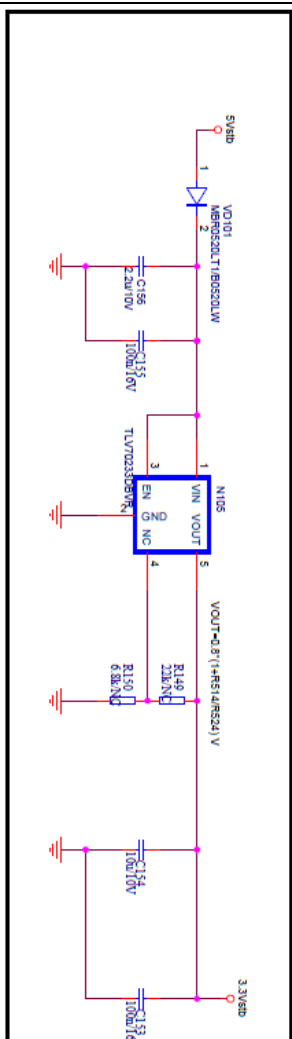 5Vstb
1
2
VD101
MBR0520LT1/B0520LW
C156
2.2u/10V
C155
100n/16V
TLV70233DBVR
N105
3
1
EN
VIN
2
GND
NC
VOUT
4
5
VOUT=0.8*(1+R514/R524) V
R150
6.8k/NC
R149
22k/NC
C154
10u/10V
3.3Vstb
C153
100n/16